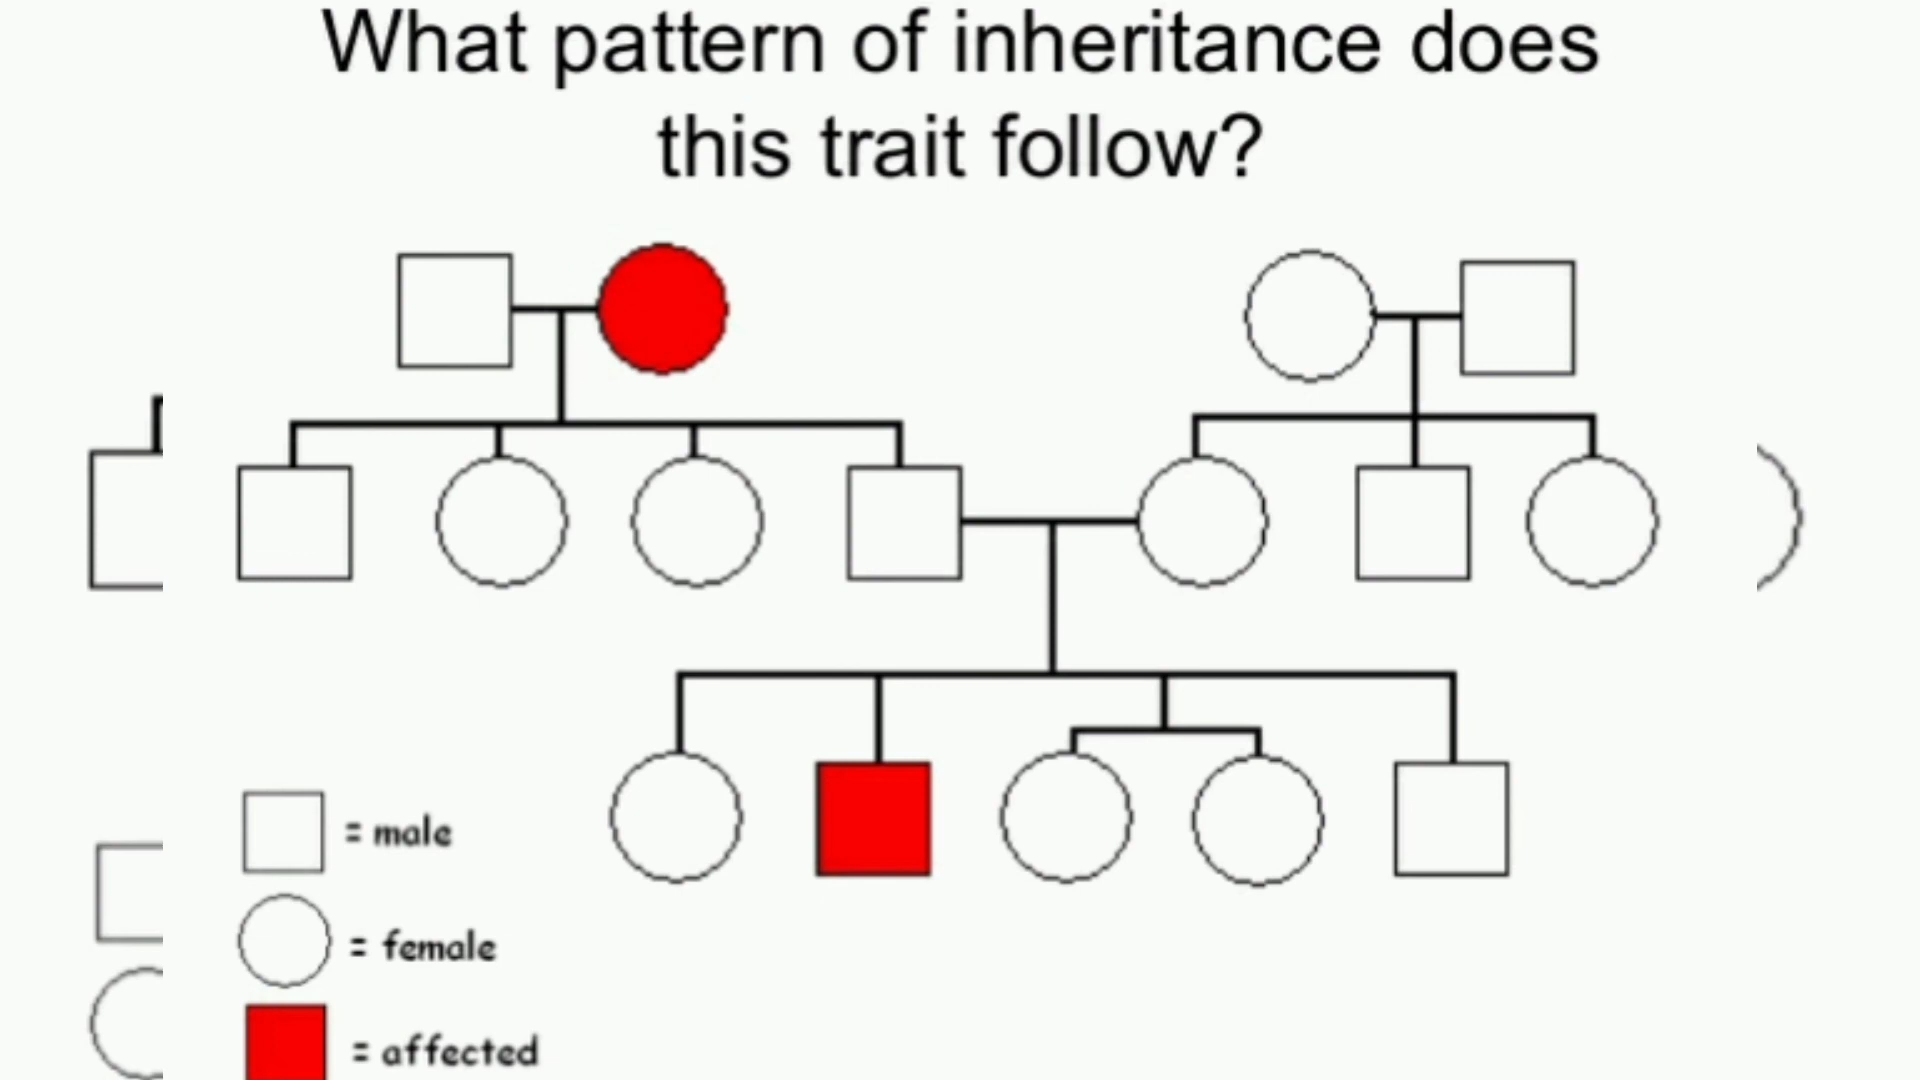 What pattern of inheritance does
this trait follow?
= male
= female
= affected